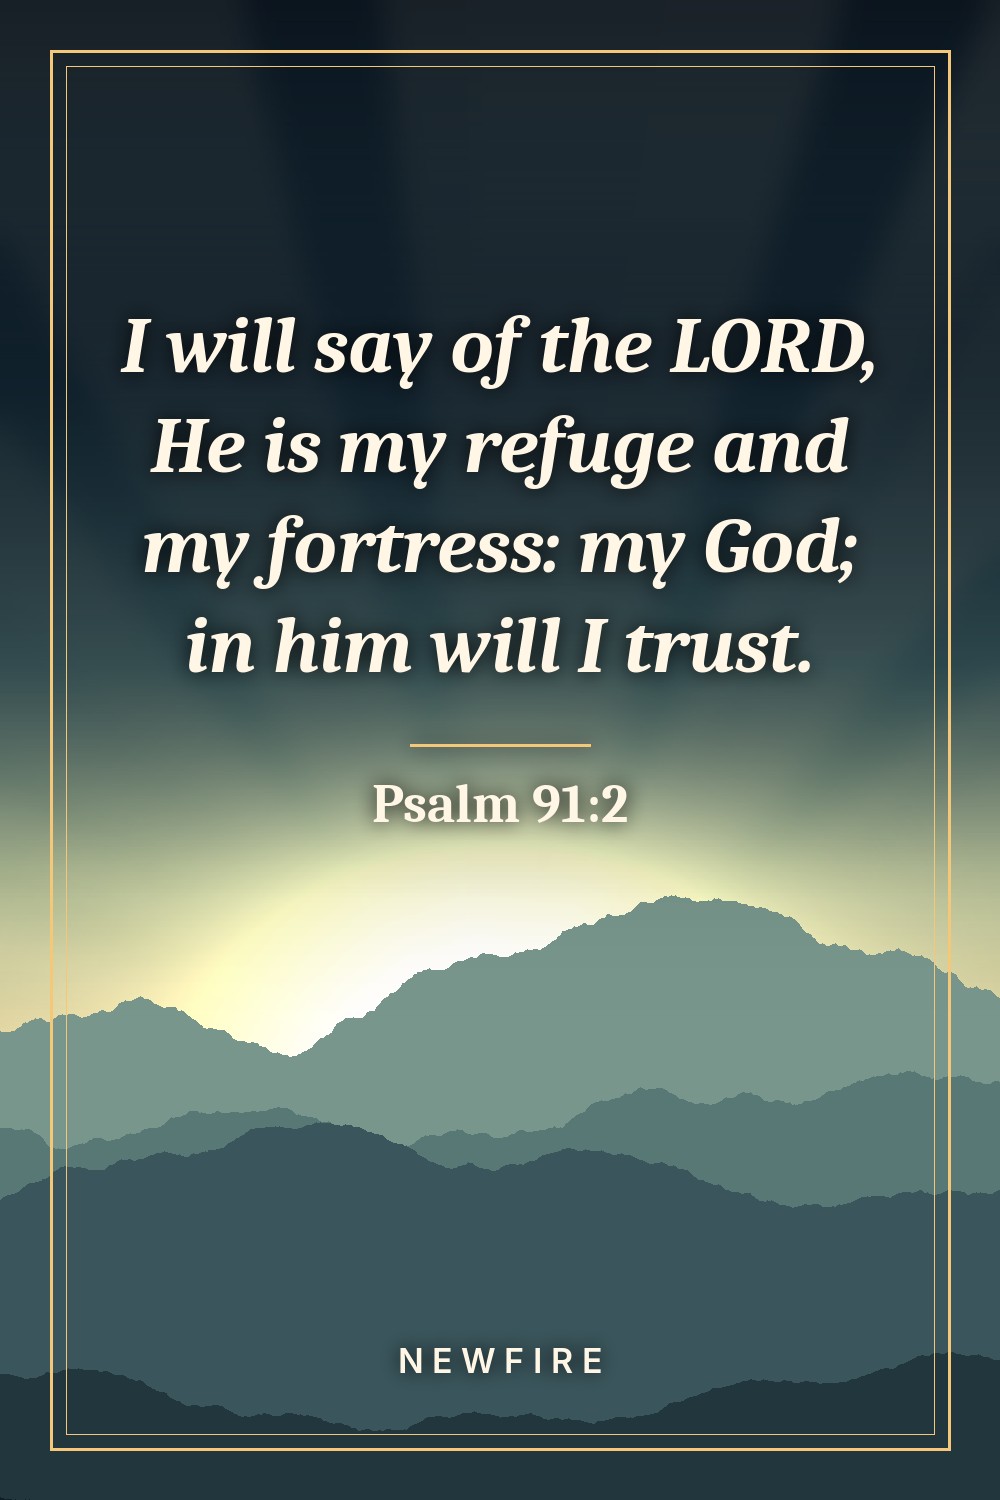 I will say of the LORD,
He is my refuge and
my fortress: my God;
in him will I trust.
Psalm 91:2
NEWFIRE